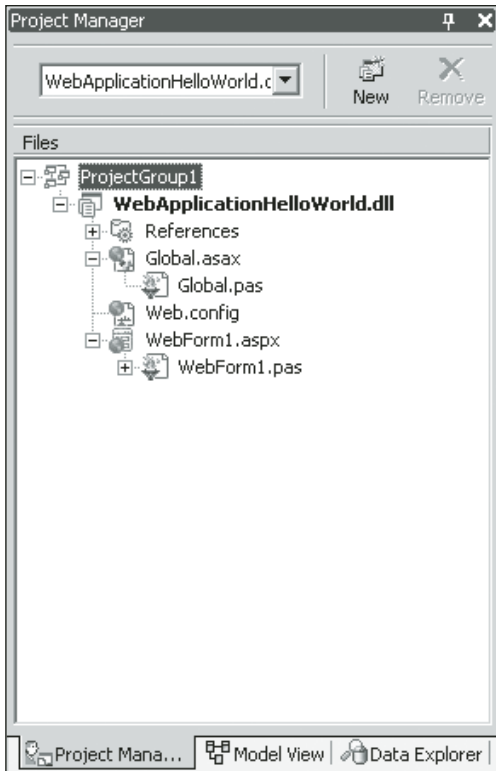 Project Manager
WebApplicationHelloWorld.c
New Remove
Files
ProjectGroup1
WebApplicationHelloWorld.dll
References
Global.asax
Global.pas
Web.config
WebForm1.aspx
WebForm1.pas
Project Mana... Model View Data Explorer